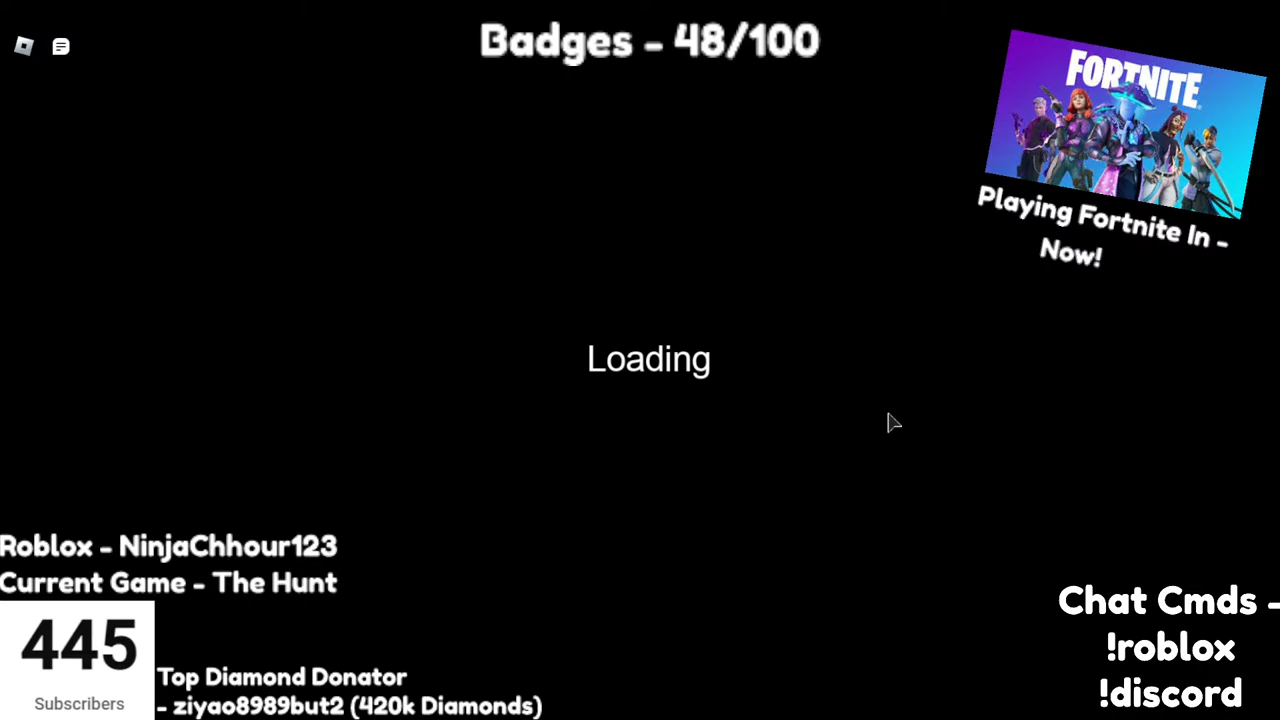 Badges - 48/100
FORTNITE
Playing Fortnite In -
Now!
Loading
Roblox - NinjaChhour123
Current Game - The Hunt
445
Subscribers
Top Diamond Donator
- ziyao8989but2 (420k Diamonds)
Chat Cmds -
!roblox
!discord